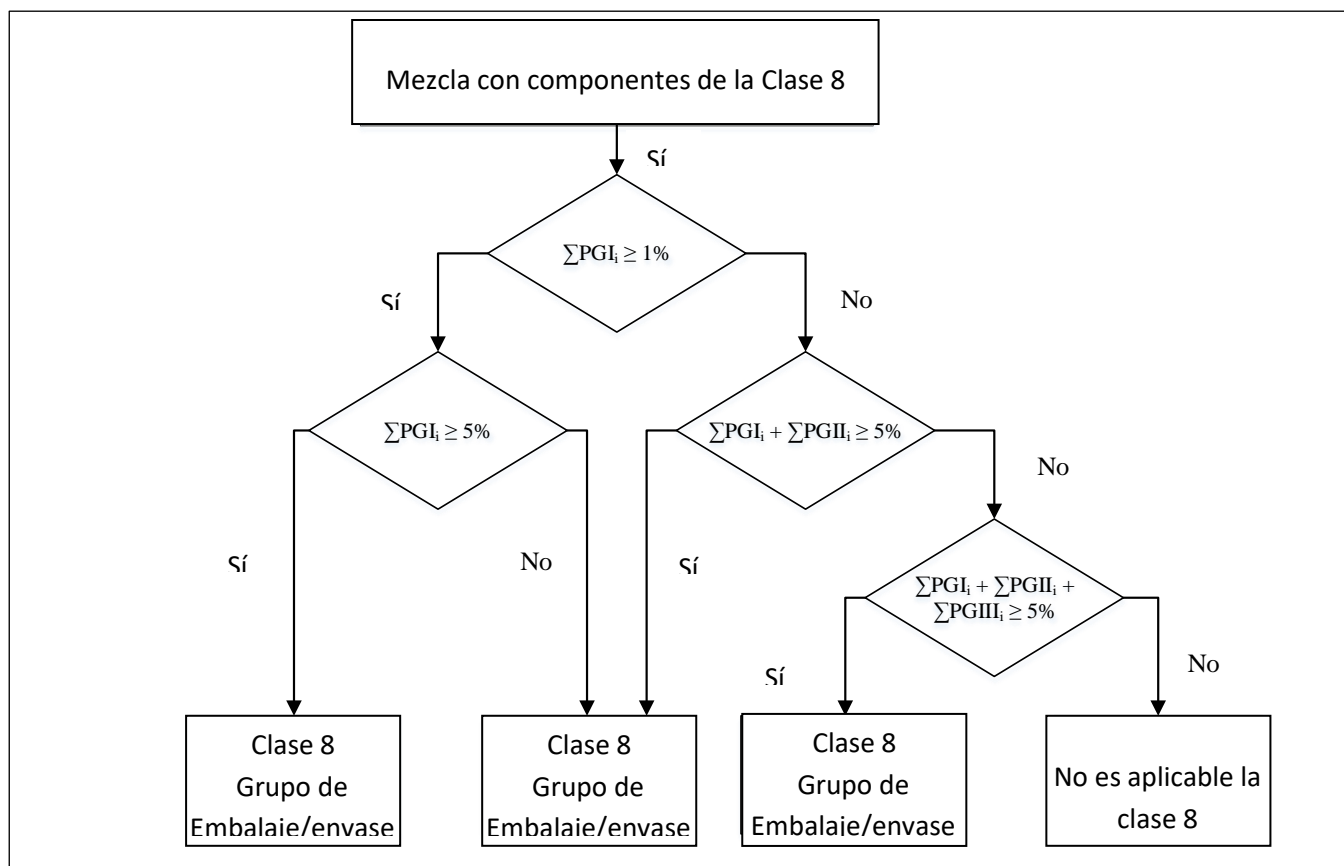 Mezcla con componentes de la Clase 8
Sí
∑PGIᵢ ≥ 1%
Sí
No
∑PGIᵢ ≥ 5%
∑PGIᵢ + ∑PGIIᵢ ≥ 5%
Sí
No
Sí
No
∑PGIᵢ + ∑PGIIᵢ +
∑PGIIIᵢ ≥ 5%
Sí
No
Clase 8
Grupo de
Embalaje/envase
Clase 8
Grupo de
Embalaje/envase
Clase 8
Grupo de
Embalaje/envase
No es aplicable la
clase 8